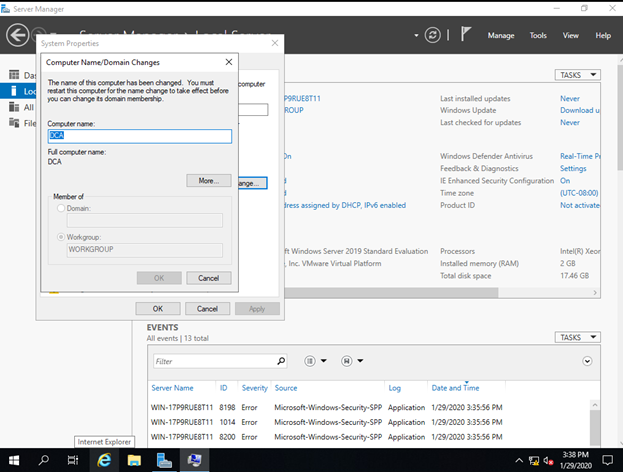 Server Manager
Server Manager Local Server
Manage Tools View Help
System Properties
Computer Name/Domain Changes
The name of this computer has been changed. You must
restart this computer for the name change to take effect before
you can change its domain membership.
Computer name:
DCA
Full computer name:
DCA
More...
Member of
Domain:
Workgroup:
WORKGROUP
OK Cancel
OK Cancel Apply
computer
ange...
Das
Loc
All
File
TASKS
7P9RUE8T11
GROUP
On
d
d
dress assigned by DHCP, IPv6 enabled
Last installed updates Never
Windows Update Download u
Last checked for updates Never
Windows Defender Antivirus Real-Time P
Feedback & Diagnostics Settings
IE Enhanced Security Configuration On
Time zone (UTC-08:00)
Product ID Not activate
soft Windows Server 2019 Standard Evaluation
e, Inc. VMware Virtual Platform
Processors Intel(R) Xeo
Installed memory (RAM) 2 GB
Total disk space 17.46 GB
EVENTS
All events | 13 total
TASKS
Filter
Server Name ID Severity Source Log Date and Time
WIN-17P9RUE8T11 8198 Error Microsoft-Windows-Security-SPP Application 1/29/2020 3:35:56 PM
WIN-17P9RUE8T11 1014 Error Microsoft-Windows-Security-SPP Application 1/29/2020 3:35:56 PM
WIN-17P9RUE8T11 8200 Error Microsoft-Windows-Security-SPP Application 1/29/2020 3:35:56 PM
Internet Explorer
3:38 PM
1/29/2020